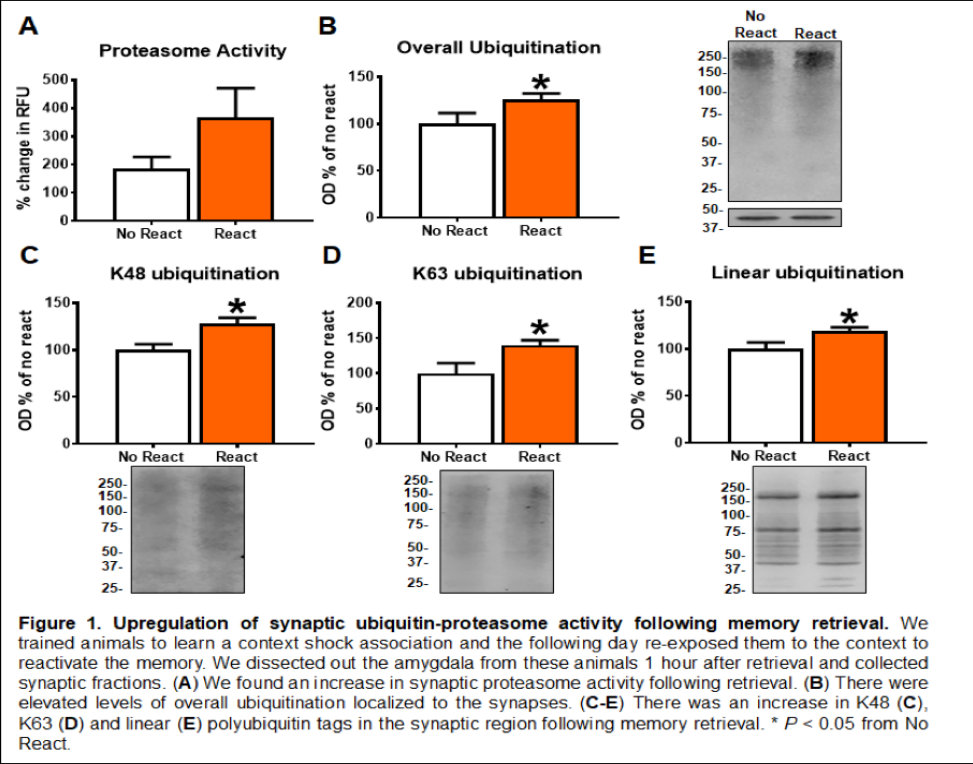 A
Proteasome Activity
% change in RFU
500
400
300
200
100
0
No React
React
B
Overall Ubiquitination
OD % of no react
150
100
50
0
*
No React
React
No
React
React
250-
150-
100-
75-
50-
37-
25-
50-
37-
C
K48 ubiquitination
OD % of no react
150
100
50
0
*
No React
React
250-
150-
100-
75-
50-
37-
25-
D
K63 ubiquitination
OD % of no react
200
150
100
50
0
*
No React
React
250-
150-
100-
75-
50-
37-
25-
E
Linear ubiquitination
OD % of no react
150
100
50
0
*
No React
React
250-
150-
100-
75-
50-
37-
25-
Figure 1. Upregulation of synaptic ubiquitin-proteasome activity following memory retrieval. We
trained animals to learn a context shock association and the following day re-exposed them to the context to
reactivate the memory. We dissected out the amygdala from these animals 1 hour after retrieval and collected
synaptic fractions. (A) We found an increase in synaptic proteasome activity following retrieval. (B) There were
elevated levels of overall ubiquitination localized to the synapses. (C-E) There was an increase in K48 (C),
K63 (D) and linear (E) polyubiquitin tags in the synaptic region following memory retrieval. * P < 0.05 from No
React.